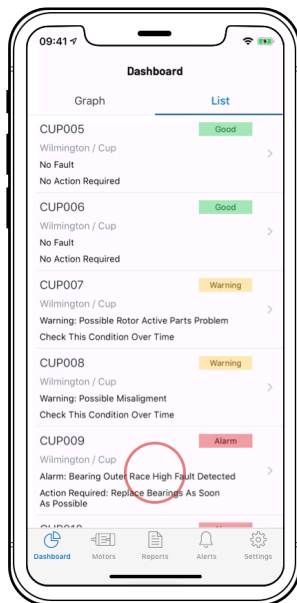 09:41
Dashboard
Graph
List
CUP005
Good
Wilmington / Cup
No Fault
No Action Required
CUP006
Good
Wilmington / Cup
No Fault
No Action Required
CUP007
Warning
Wilmington / Cup
Warning: Possible Rotor Active Parts Problem
Check This Condition Over Time
CUP008
Warning
Wilmington / Cup
Warning: Possible Misaligment
Check This Condition Over Time
CUP009
Alarm
Wilmington / Cup
Alarm: Bearing Outer Race High Fault Detected
Action Required: Replace Bearings As Soon
As Possible
Dashboard
Motors
Reports
Alerts
Settings